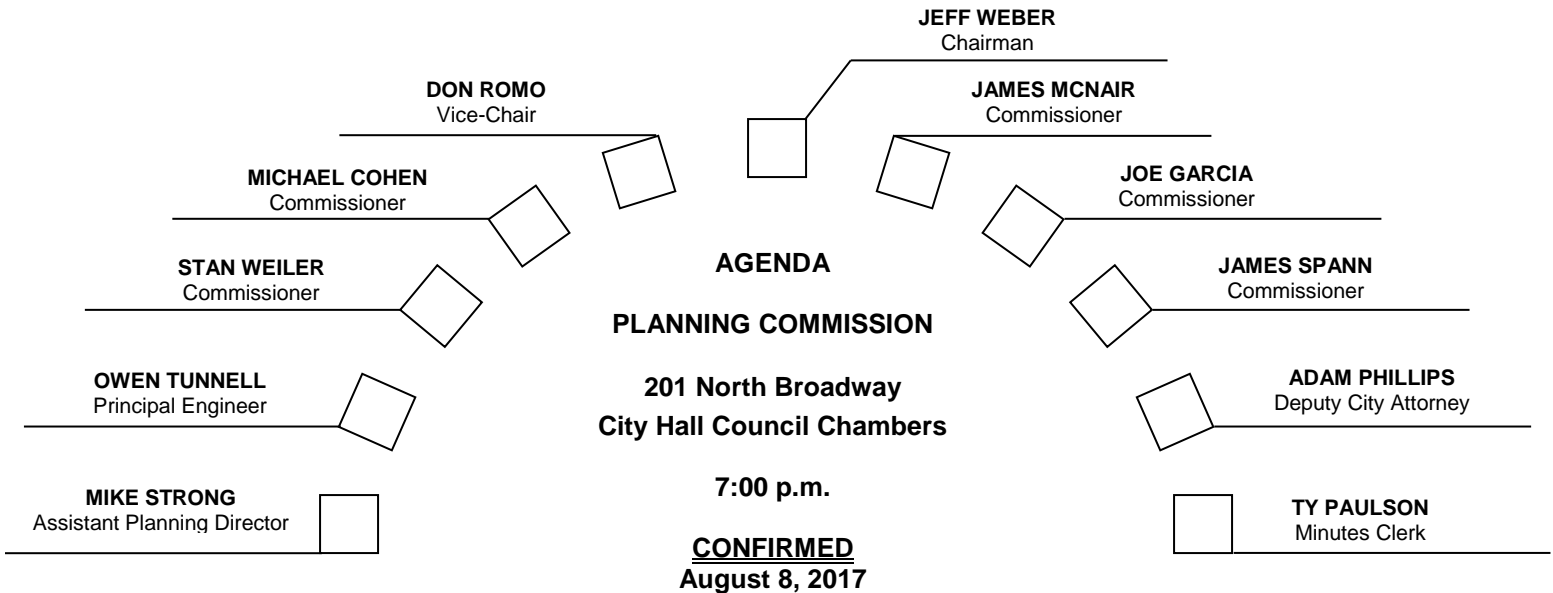 JEFF WEBER
Chairman
DON ROMO
Vice-Chair
JAMES MCNAIR
Commissioner
MICHAEL COHEN
Commissioner
JOE GARCIA
Commissioner
STAN WEILER
Commissioner
JAMES SPANN
Commissioner
OWEN TUNNELL
Principal Engineer
ADAM PHILLIPS
Deputy City Attorney
MIKE STRONG
Assistant Planning Director
TY PAULSON
Minutes Clerk
AGENDA
PLANNING COMMISSION
201 North Broadway
City Hall Council Chambers
7:00 p.m.
CONFIRMED
August 8, 2017